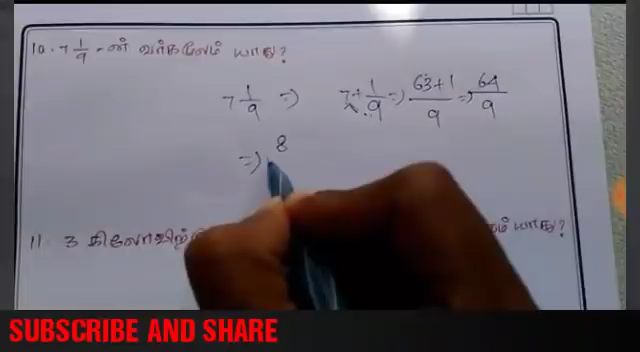 10. 7 1/9 -ன் வர்கமூலம் யாது?
7 1/9 => 7 + 1/9 => 63+1/9 => 64/9
=> 8
11. 3 யாது?
SUBSCRIBE AND SHARE